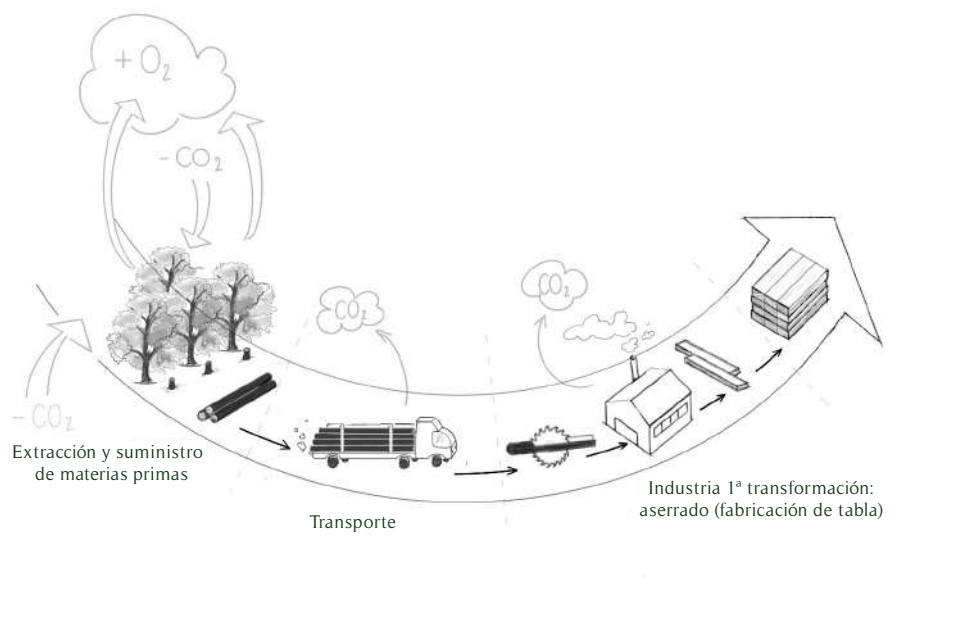 + O₂
- CO₂
CO₂
CO₂
- CO₂
Extracción y suministro
de materias primas
Transporte
Industria 1ª transformación:
aserrado (fabricación de tabla)